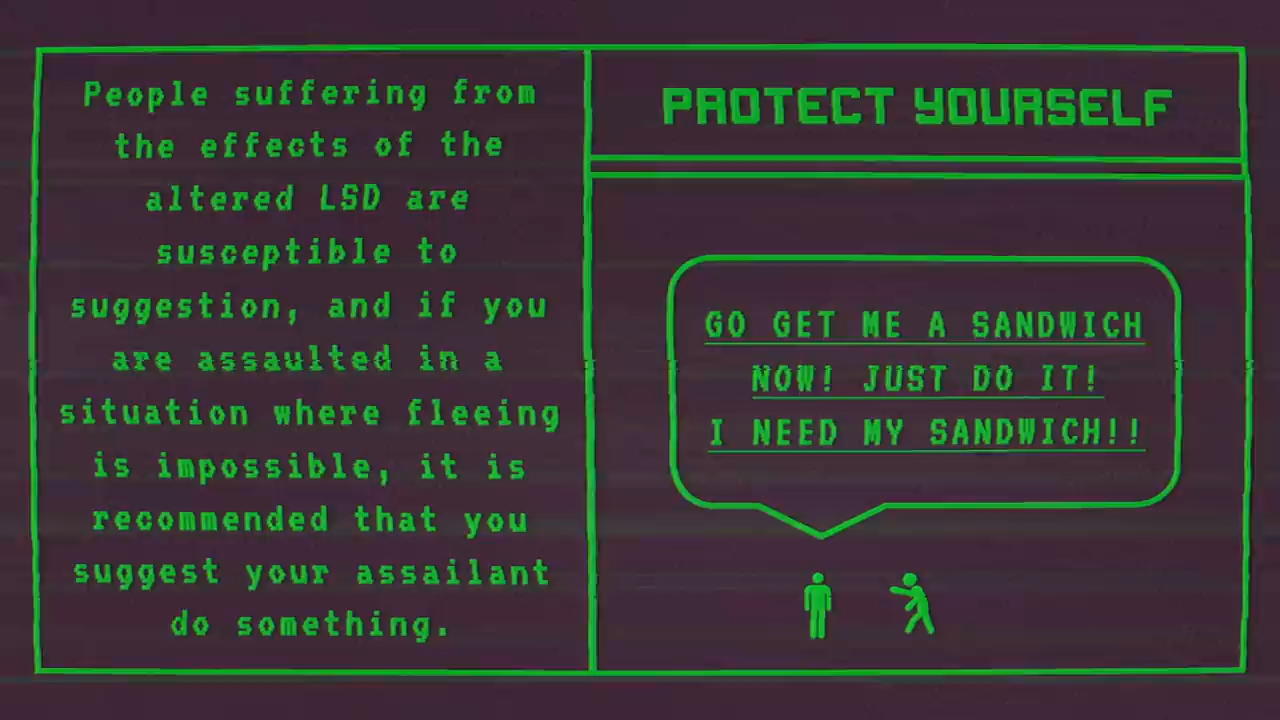 People suffering from
the effects of the
altered LSD are
susceptible to
suggestion, and if you
are assaulted in a
situation where fleeing
is impossible, it is
recommended that you
suggest your assailant
do something.
PROTECT YOURSELF
GO GET ME A SANDWICH
NOW! JUST DO IT!
I NEED MY SANDWICH!!